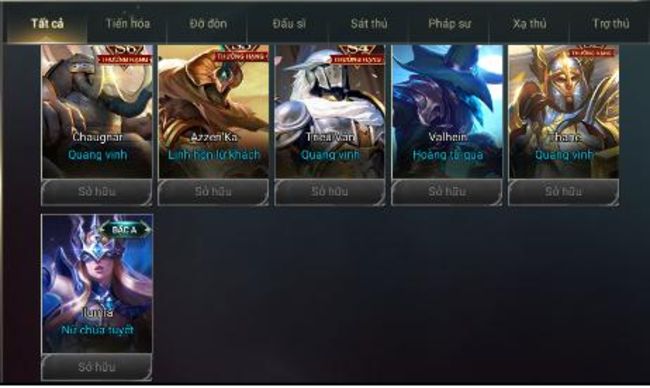 Tất cả
Tiến hóa
Đỡ đòn
Đấu sĩ
Sát thủ
Pháp sư
Xạ thủ
Trợ thủ
S6
S4
THƯỞNG HẠNG
THƯỞNG HẠNG
THƯỞNG HẠNG
THƯỞNG HẠNG
Chaugnar
Azzen'Ka
Triệu Vân
Valhein
Thane
Quang vinh
Linh hồn lữ khách
Quang vinh
Hoàng tử quạ
Quang vinh
Sở hữu
Sở hữu
Sở hữu
Sở hữu
Sở hữu
BẬC A
Ilumia
Nữ chúa tuyết
Sở hữu